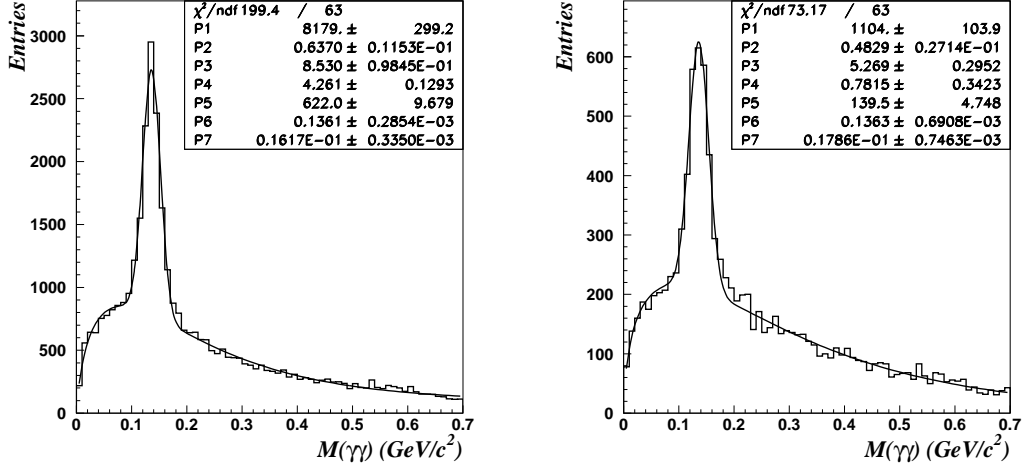 χ²/ndf 199.4 / 63
P1 8179. ± 299.2
P2 0.6370 ± 0.1153E-01
P3 8.530 ± 0.9845E-01
P4 4.261 ± 0.1293
P5 622.0 ± 9.679
P6 0.1361 ± 0.2854E-03
P7 0.1617E-01 ± 0.3350E-03
Entries
3000
2500
2000
1500
1000
500
0
0 0.1 0.2 0.3 0.4 0.5 0.6 0.7
M(γγ) (GeV/c²)
χ²/ndf 73.17 / 63
P1 1104. ± 103.9
P2 0.4829 ± 0.2714E-01
P3 5.269 ± 0.2952
P4 0.7815 ± 0.3423
P5 139.5 ± 4.748
P6 0.1363 ± 0.6908E-03
P7 0.1786E-01 ± 0.7463E-03
Entries
600
500
400
300
200
100
0
0 0.1 0.2 0.3 0.4 0.5 0.6 0.7
M(γγ) (GeV/c²)